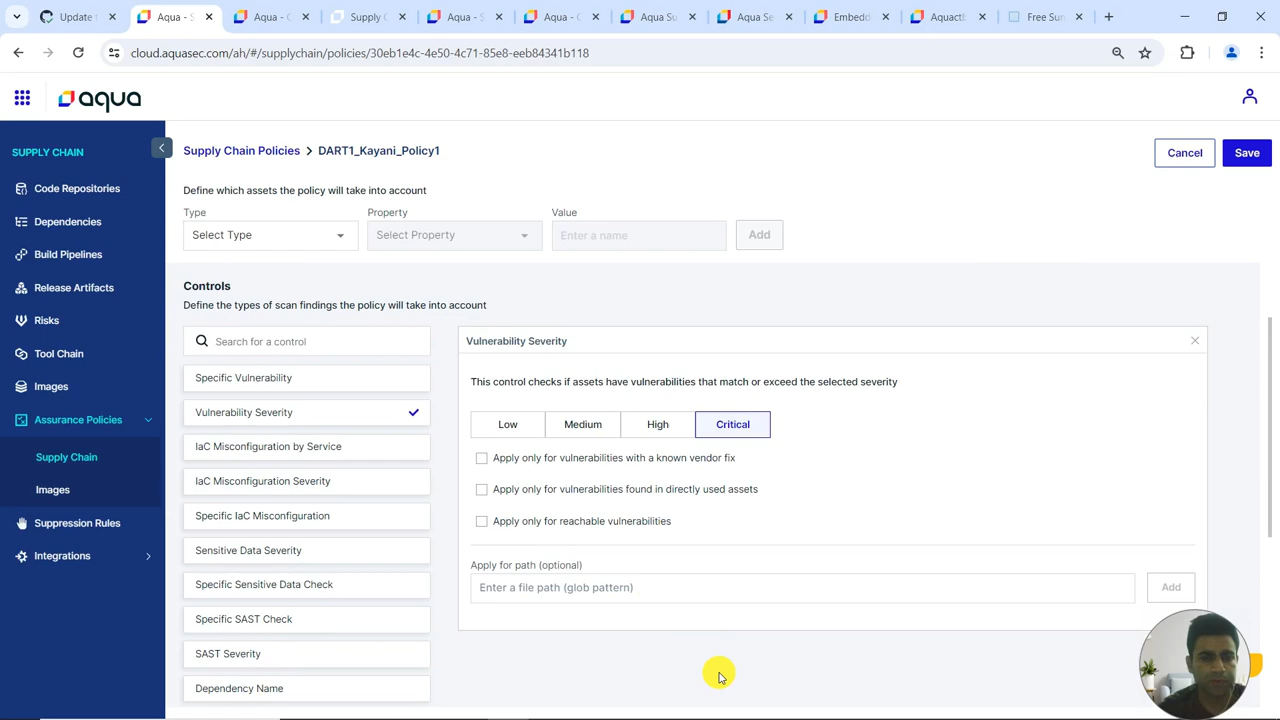 Update
Aqua - S
Aqua - C
Supply C
Aqua - S
Aqua - 
Aqua Su
Aqua Se
Embedd
Aquact
Free Sun
cloud.aquasec.com/ah/#/supplychain/policies/30eb1e4c-4e50-4c71-85e8-eeb84341b118
aqua
SUPPLY CHAIN
Code Repositories
Dependencies
Build Pipelines
Release Artifacts
Risks
Tool Chain
Images
Assurance Policies
Supply Chain
Images
Suppression Rules
Integrations
Supply Chain Policies > DART1_Kayani_Policy1
Cancel
Save
Define which assets the policy will take into account
Type
Property
Value
Select Type
Select Property
Enter a name
Add
Controls
Define the types of scan findings the policy will take into account
Search for a control
Specific Vulnerability
Vulnerability Severity
IaC Misconfiguration by Service
IaC Misconfiguration Severity
Specific IaC Misconfiguration
Sensitive Data Severity
Specific Sensitive Data Check
Specific SAST Check
SAST Severity
Dependency Name
Vulnerability Severity
This control checks if assets have vulnerabilities that match or exceed the selected severity
Low
Medium
High
Critical
Apply only for vulnerabilities with a known vendor fix
Apply only for vulnerabilities found in directly used assets
Apply only for reachable vulnerabilities
Apply for path (optional)
Enter a file path (glob pattern)
Add